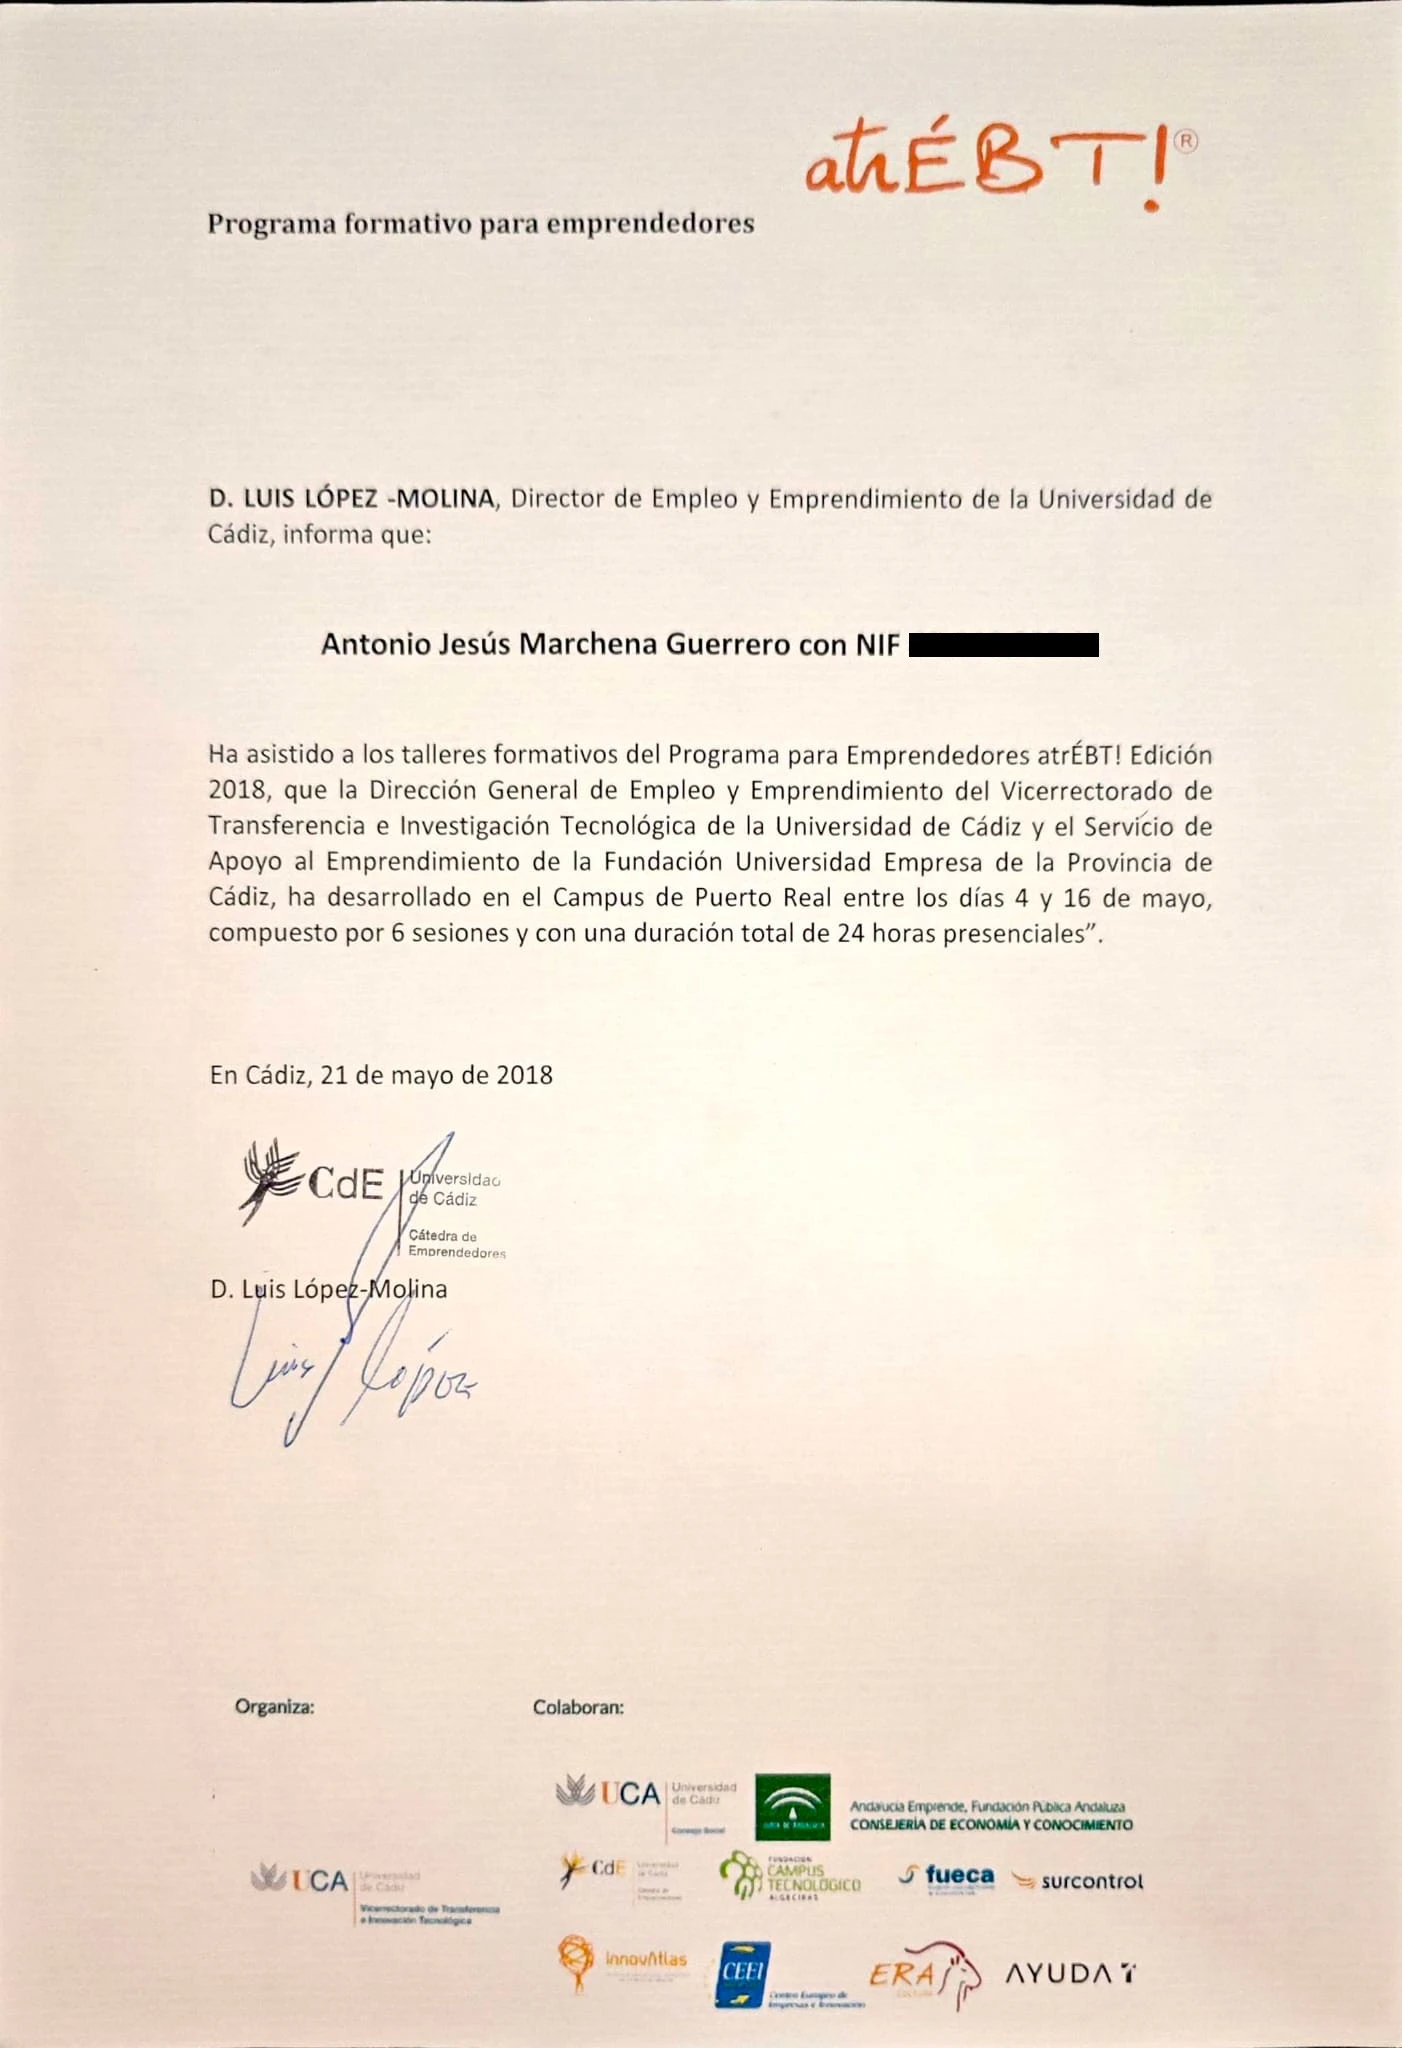 atrÉBT!®
Programa formativo para emprendedores
D. LUIS LÓPEZ -MOLINA, Director de Empleo y Emprendimiento de la Universidad de
Cádiz, informa que:
Antonio Jesús Marchena Guerrero con NIF
Ha asistido a los talleres formativos del Programa para Emprendedores atrÉBT! Edición
2018, que la Dirección General de Empleo y Emprendimiento del Vicerrectorado de
Transferencia e Investigación Tecnológica de la Universidad de Cádiz y el Servicio de
Apoyo al Emprendimiento de la Fundación Universidad Empresa de la Provincia de
Cádiz, ha desarrollado en el Campus de Puerto Real entre los días 4 y 16 de mayo,
compuesto por 6 sesiones y con una duración total de 24 horas presenciales”.
En Cádiz, 21 de mayo de 2018
CdE
Universidad
de Cádiz
Cátedra de
Emprendedores
D. Luis López-Molina
Luis López
Organiza:
Colaboran:
UCA Universidad
de Cádiz
Consejo Social
JUNTA DE ANDALUCIA
Andalucía Emprende, Fundación Pública Andaluza
CONSEJERÍA DE ECONOMÍA Y CONOCIMIENTO
UCA Universidad
de Cádiz
Vicerrectorado de Transferencia
e Innovación Tecnológica
CdE
FUNDACIÓN
CAMPUS
TECNOLÓGICO
ALGECIRAS
fueca
surcontrol
InnovAtlas
CEEI
Centro Europeo de
Empresas e Innovación
ERA
CULTURA
AYUDA T